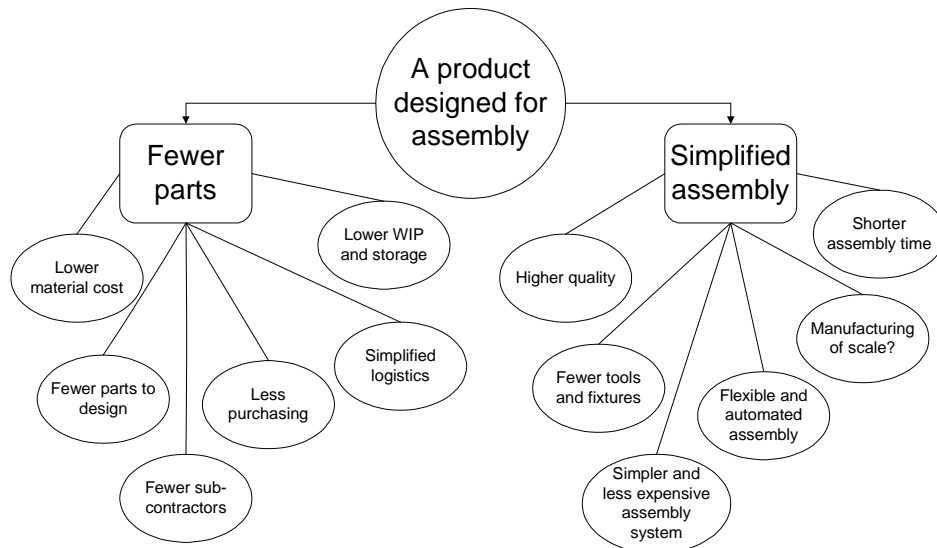 A product
designed for
assembly
Fewer
parts
Simplified
assembly
Lower
material cost
Lower WIP
and storage
Fewer parts to
design
Less
purchasing
Simplified
logistics
Fewer sub-
contractors
Higher quality
Shorter
assembly time
Manufacturing
of scale?
Fewer tools
and fixtures
Flexible and
automated
assembly
Simpler and
less expensive
assembly
system